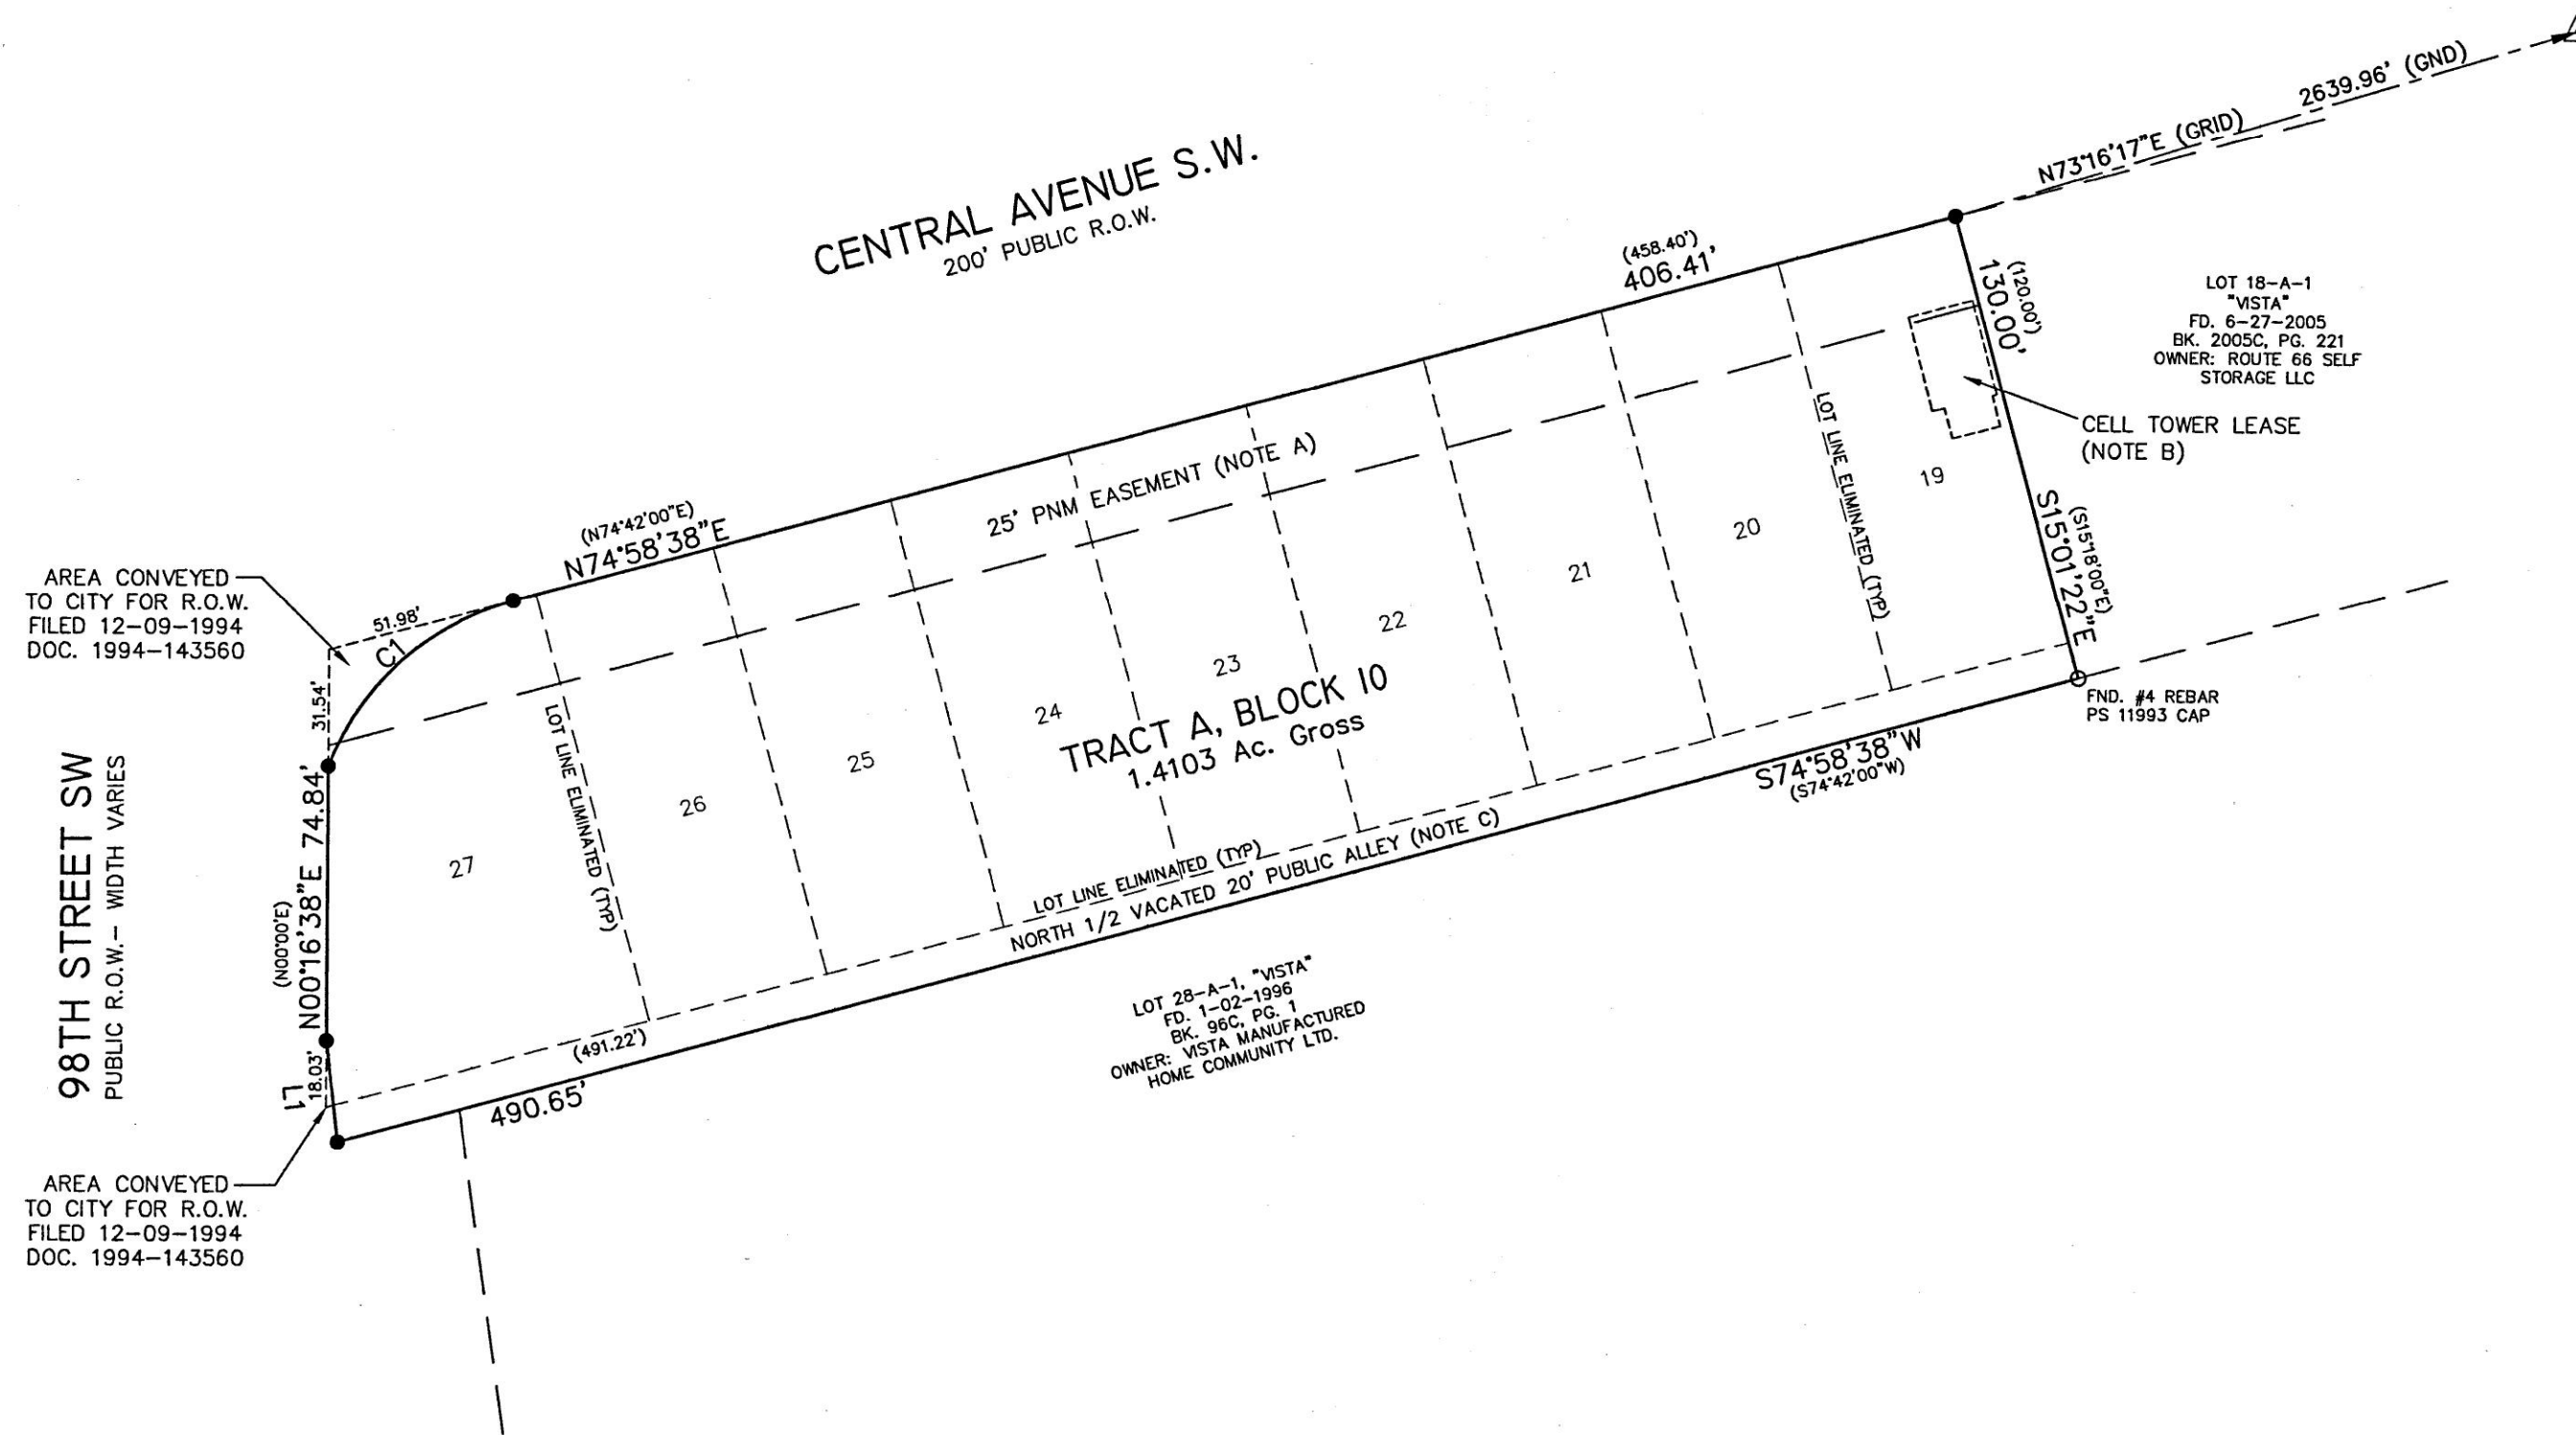 2639.96' (GND)
N73°16'17"E (GRID)
CENTRAL AVENUE S.W.
200' PUBLIC R.O.W.
(458.40')
406.41'
(120.00')
130.00'
LOT 18-A-1
"VISTA"
FD. 6-27-2005
BK. 2005C, PG. 221
OWNER: ROUTE 66 SELF
STORAGE LLC
CELL TOWER LEASE
(NOTE B)
25' PNM EASEMENT (NOTE A)
(N74°42'00"E)
N74°58'38"E
AREA CONVEYED
TO CITY FOR R.O.W.
FILED 12-09-1994
DOC. 1994-143560
51.98'
C1
31.54'
LOT LINE ELIMINATED (TYP)
19
20
21
22
23
24
25
26
27
(S15°18'00"E)
S15°01'22"E
TRACT A, BLOCK 10
1.4103 Ac. Gross
FND. #4 REBAR
PS 11993 CAP
S74°58'38"W
(S74°42'00"W)
LOT LINE ELIMINATED (TYP)
98TH STREET SW
PUBLIC R.O.W.- WIDTH VARIES
(N00°00'E)
N00°16'38"E 74.84'
LOT LINE ELIMINATED (TYP)
NORTH 1/2 VACATED 20' PUBLIC ALLEY (NOTE C)
(491.22')
490.65'
L1
18.03'
LOT 28-A-1, "VISTA"
FD. 1-02-1996
BK. 96C, PG. 1
OWNER: VISTA MANUFACTURED
HOME COMMUNITY LTD.
AREA CONVEYED
TO CITY FOR R.O.W.
FILED 12-09-1994
DOC. 1994-143560